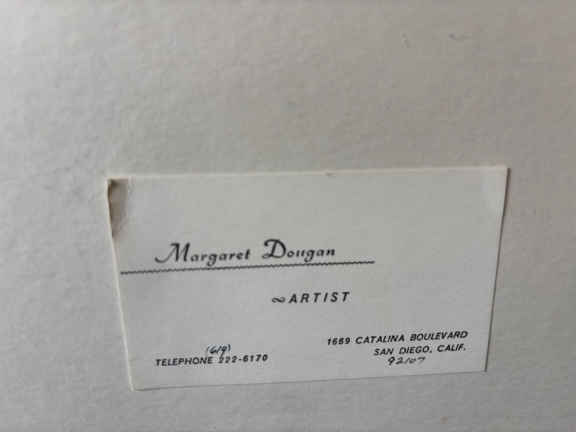 Margaret Dougan
∞ARTIST
(619)
TELEPHONE 222-6170
1669 CATALINA BOULEVARD
SAN DIEGO, CALIF.
92107